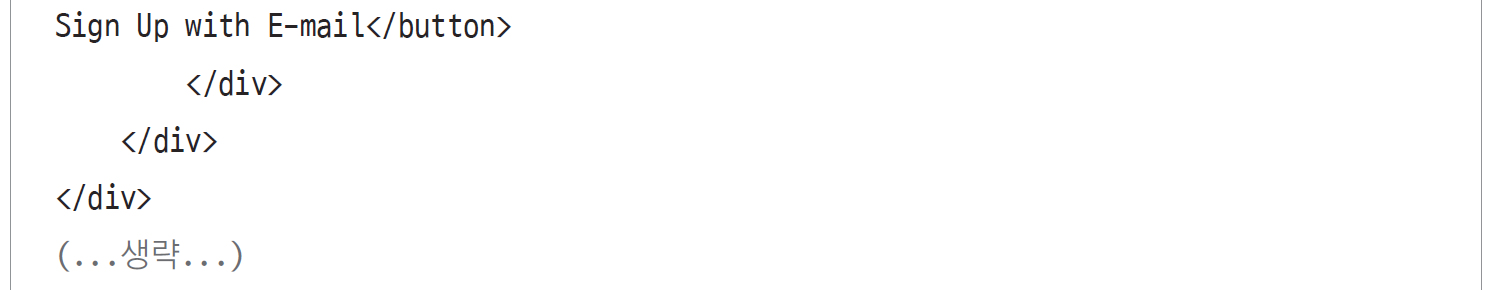 Sign Up with E-mail</button>
        </div>
    </div>
</div>
(...생략...)